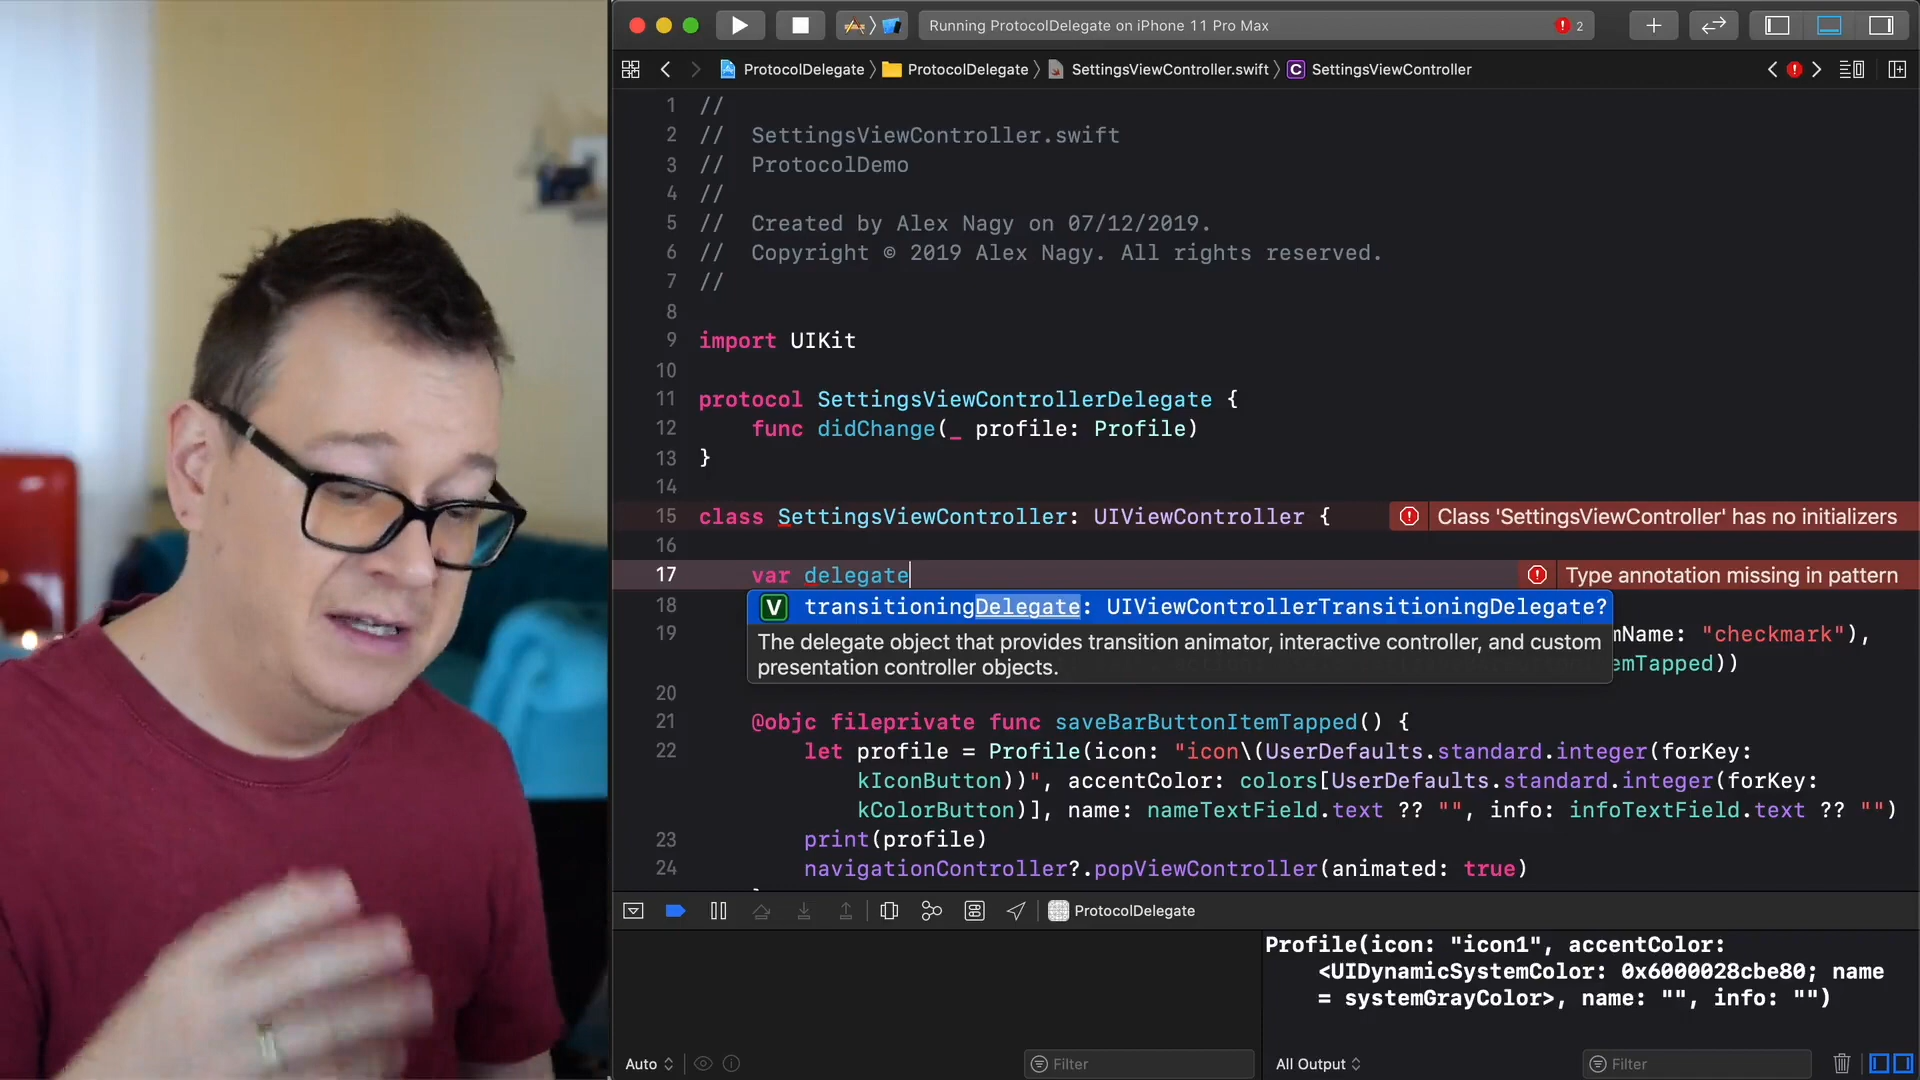 Running ProtocolDelegate on iPhone 11 Pro Max
2
ProtocolDelegate
ProtocolDelegate
SettingsViewController.swift
C
SettingsViewController
1 //
2 //  SettingsViewController.swift
3 //  ProtocolDemo
4 //
5 //  Created by Alex Nagy on 07/12/2019.
6 //  Copyright © 2019 Alex Nagy. All rights reserved.
7 //
8
9 import UIKit
10
11 protocol SettingsViewControllerDelegate {
12     func didChange(_ profile: Profile)
13 }
14
15 class SettingsViewController: UIViewController { Class 'SettingsViewController' has no initializers
16
17     var delegate Type annotation missing in pattern
18 V transitioningDelegate: UIViewControllerTransitioningDelegate?
19 mName: "checkmark"),
The delegate object that provides transition animator, interactive controller, and custom
presentation controller objects.
emTapped))
20
21     @objc fileprivate func saveBarButtonItemTapped() {
22         let profile = Profile(icon: "icon\(UserDefaults.standard.integer(forKey:
kIconButton))", accentColor: colors[UserDefaults.standard.integer(forKey:
kColorButton)], name: nameTextField.text ?? "", info: infoTextField.text ?? "")
23         print(profile)
24         navigationController?.popViewController(animated: true)
ProtocolDelegate
Profile(icon: "icon1", accentColor:
<UIDynamicSystemColor: 0x6000028cbe80; name
= systemGrayColor>, name: "", info: "")
Auto
Filter
All Output
Filter